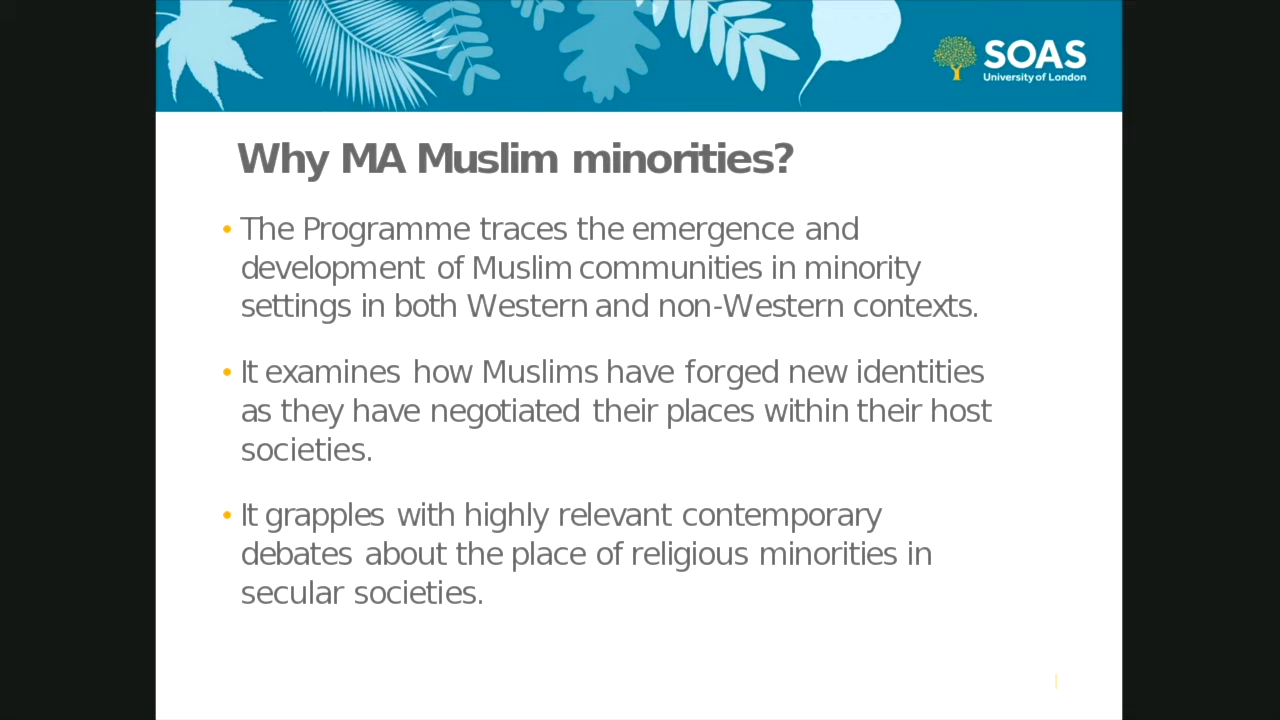 SOAS
University of London
Why MA Muslim minorities?
• The Programme traces the emergence and
development of Muslim communities in minority
settings in both Western and non-Western contexts.
• It examines how Muslims have forged new identities
as they have negotiated their places within their host
societies.
• It grapples with highly relevant contemporary
debates about the place of religious minorities in
secular societies.